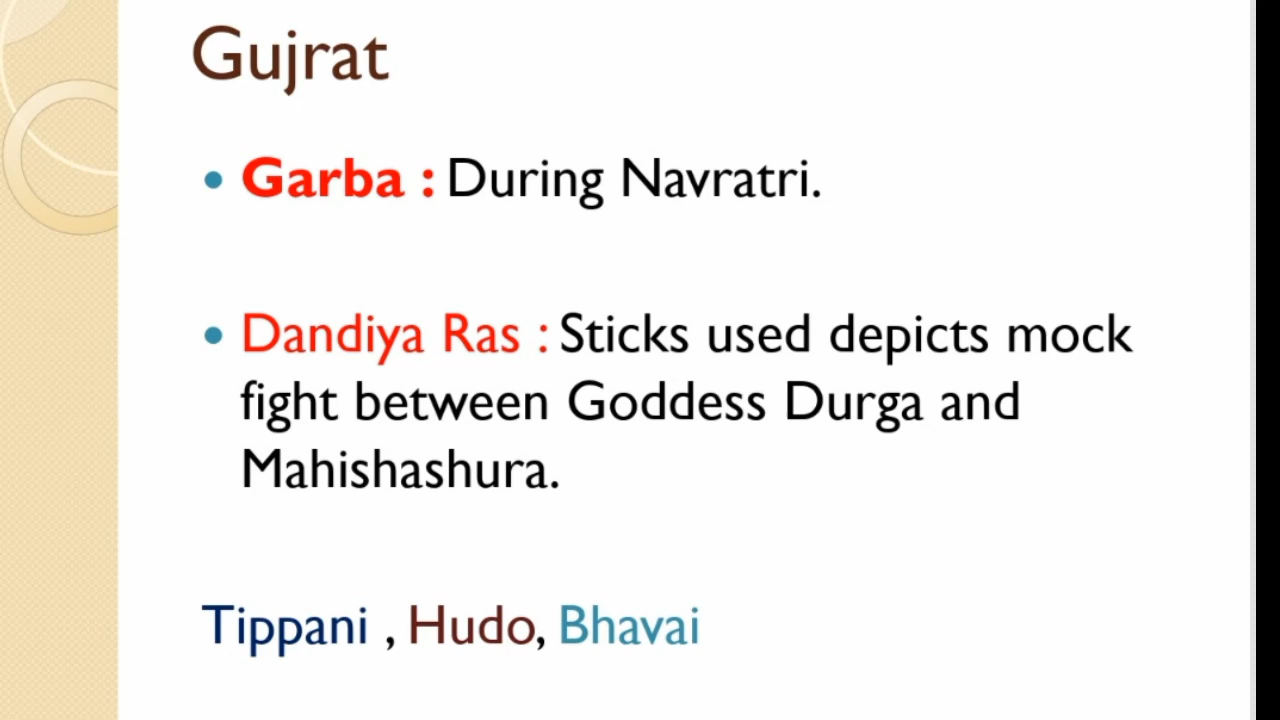 Gujrat
• Garba : During Navratri.
• Dandiya Ras : Sticks used depicts mock
fight between Goddess Durga and
Mahishashura.
Tippani , Hudo, Bhavai